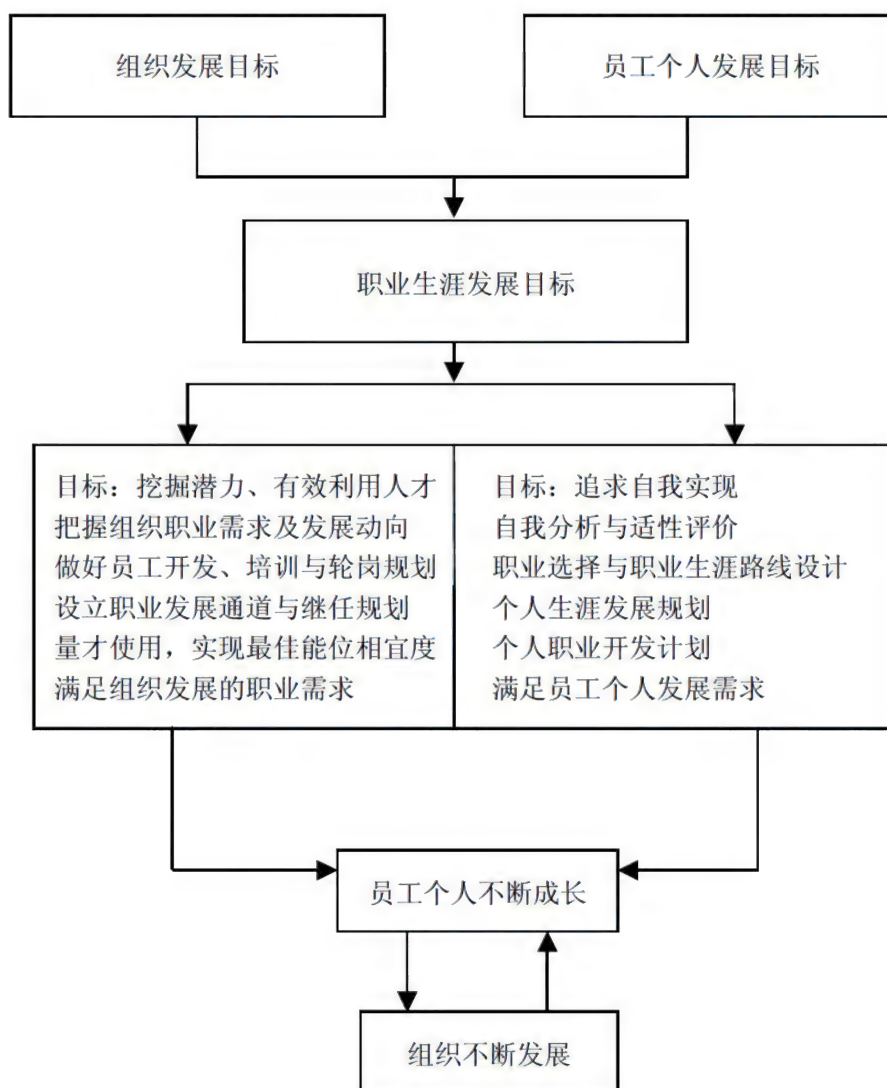 组织发展目标
员工个人发展目标
职业生涯发展目标
目标：挖掘潜力、有效利用人才
把握组织职业需求及发展动向
做好员工开发、培训与轮岗规划
设立职业发展通道与继任规划
量才使用，实现最佳能位相宜度
满足组织发展的职业需求
目标：追求自我实现
自我分析与适性评价
职业选择与职业生涯路线设计
个人生涯发展规划
个人职业开发计划
满足员工个人发展需求
员工个人不断成长
组织不断发展